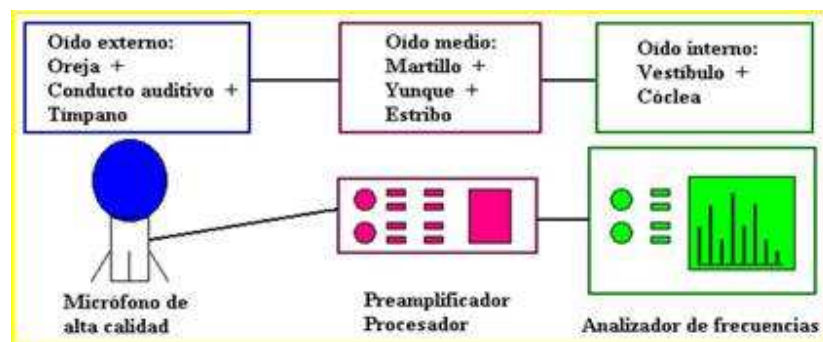 Oído externo:
Oreja +
Conducto auditivo +
Tímpano
Oído medio:
Martillo +
Yunque +
Estribo
Oído interno:
Vestíbulo +
Cóclea
Micrófono de
alta calidad
Preamplificador
Procesador
Analizador de frecuencias